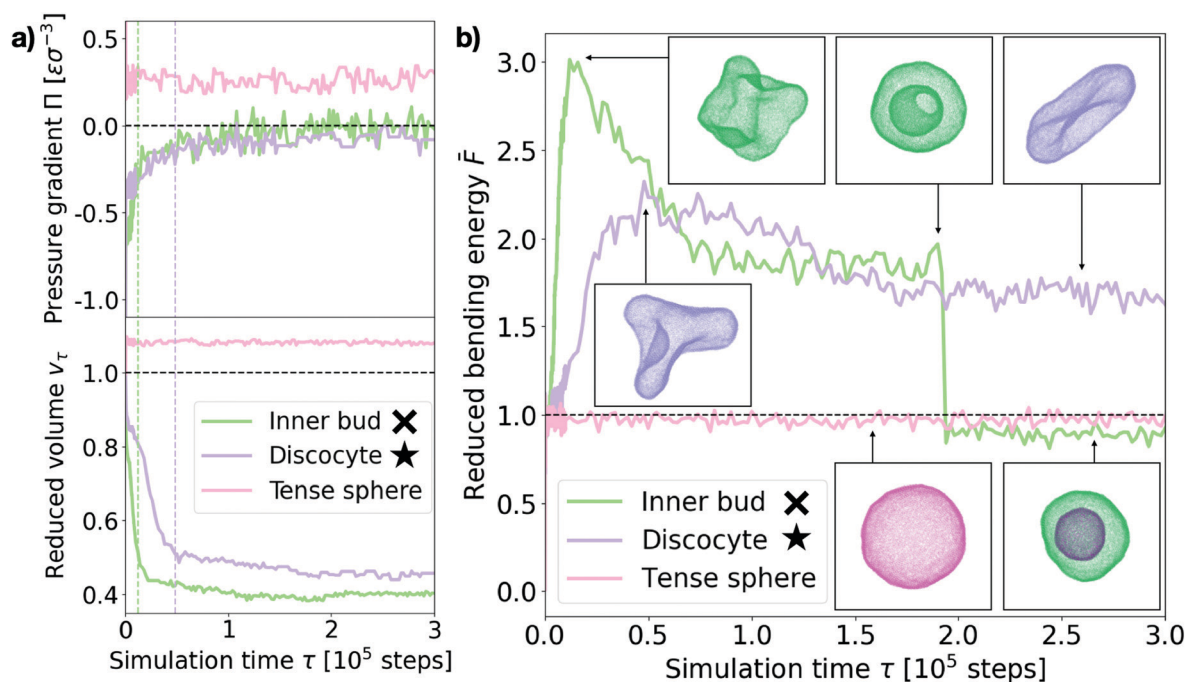 a)
Pressure gradient Π [εσ⁻³]
0.5
0.0
-0.5
-1.0
Reduced volume v_τ
1.0
0.8
0.6
0.4
Inner bud
Discocyte
Tense sphere
0 1 2 3
Simulation time τ [10⁵ steps]
b)
Reduced bending energy F̄
3.0
2.5
2.0
1.5
1.0
0.5
0.0
Inner bud
Discocyte
Tense sphere
0.0 0.5 1.0 1.5 2.0 2.5 3.0
Simulation time τ [10⁵ steps]